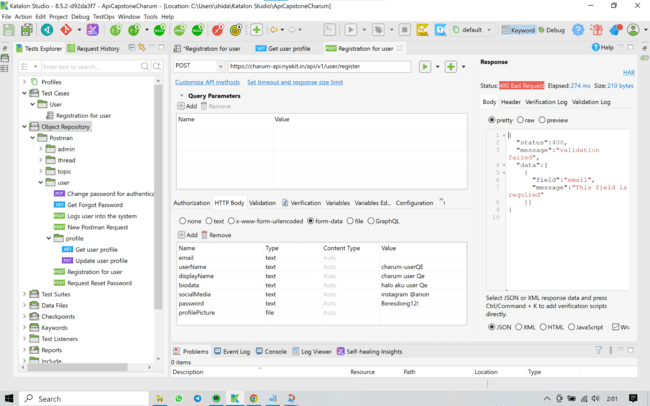 Katalon Studio - 8.5.2-d92da3f7 - ApiCapstoneCharum - [Location: C:\Users\shida\Katalon Studio\ApiCapstoneCharum]
File Action Project Debug TestOps Window Tools Help
default
Keyword
Debug
Tests Explorer Request History
*Registration for user Get user profile Registration for user
Help
Profiles
Test Cases
User
Registration for user
Object Repository
Postman
admin
thread
topic
user
Change password for authentica
Get Forgot Password
Logs user into the system
New Postman Request
profile
Get user profile
Update user profile
Registration for user
Request Reset Password
Test Suites
Data Files
Checkpoints
Keywords
Test Listeners
Reports
Include
POST https://charum-api.nyakit.in/api/v1/user/register
Customize API methods Set timeout and response size limit
Query Parameters
Add Remove
Name Value
Authorization HTTP Body Validation Verification Variables Variables Ed... Configuration
none text x-www-form-urlencoded form-data file GraphQL
Add Remove
Name Type Content Type Value
email text Auto
userName text Auto charum-userQE
displayName text Auto charum user Qe
biodata text Auto halo aku user Qe
socialMedia text Auto instagram @anon
password text Auto Beresdong12!
profilePicture file Auto
Response
HAR
Status: 400 Bad Request Elapsed: 274 ms Size: 210 bytes
Body Header Verification Log Validation Log
pretty raw preview
1 {
2 "status":400,
3 "message":"validation failed",
4 "data":[
5 {
6 "field":"email",
7 "message":"This field is required"
8 }]
9 }
10
Select JSON or XML response data and press
Ctrl/Command + K to add verification scripts
directly.
JSON XML HTML JavaScript
Problems Event Log Console Log Viewer Self-healing Insights
0 items
Description Resource Path Location Type
Search
2:01